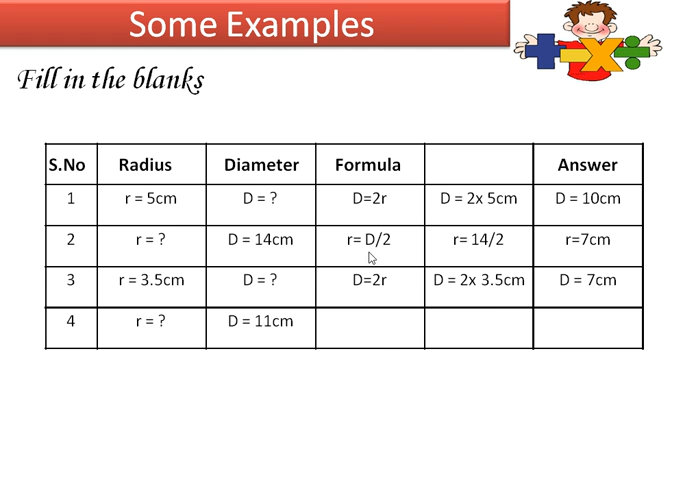 Some Examples
Fill in the blanks
S.No Radius Diameter Formula Answer
1 r = 5cm D = ? D=2r D = 2x 5cm D = 10cm
2 r = ? D = 14cm r= D/2 r= 14/2 r=7cm
3 r = 3.5cm D = ? D=2r D = 2x 3.5cm D = 7cm
4 r = ? D = 11cm